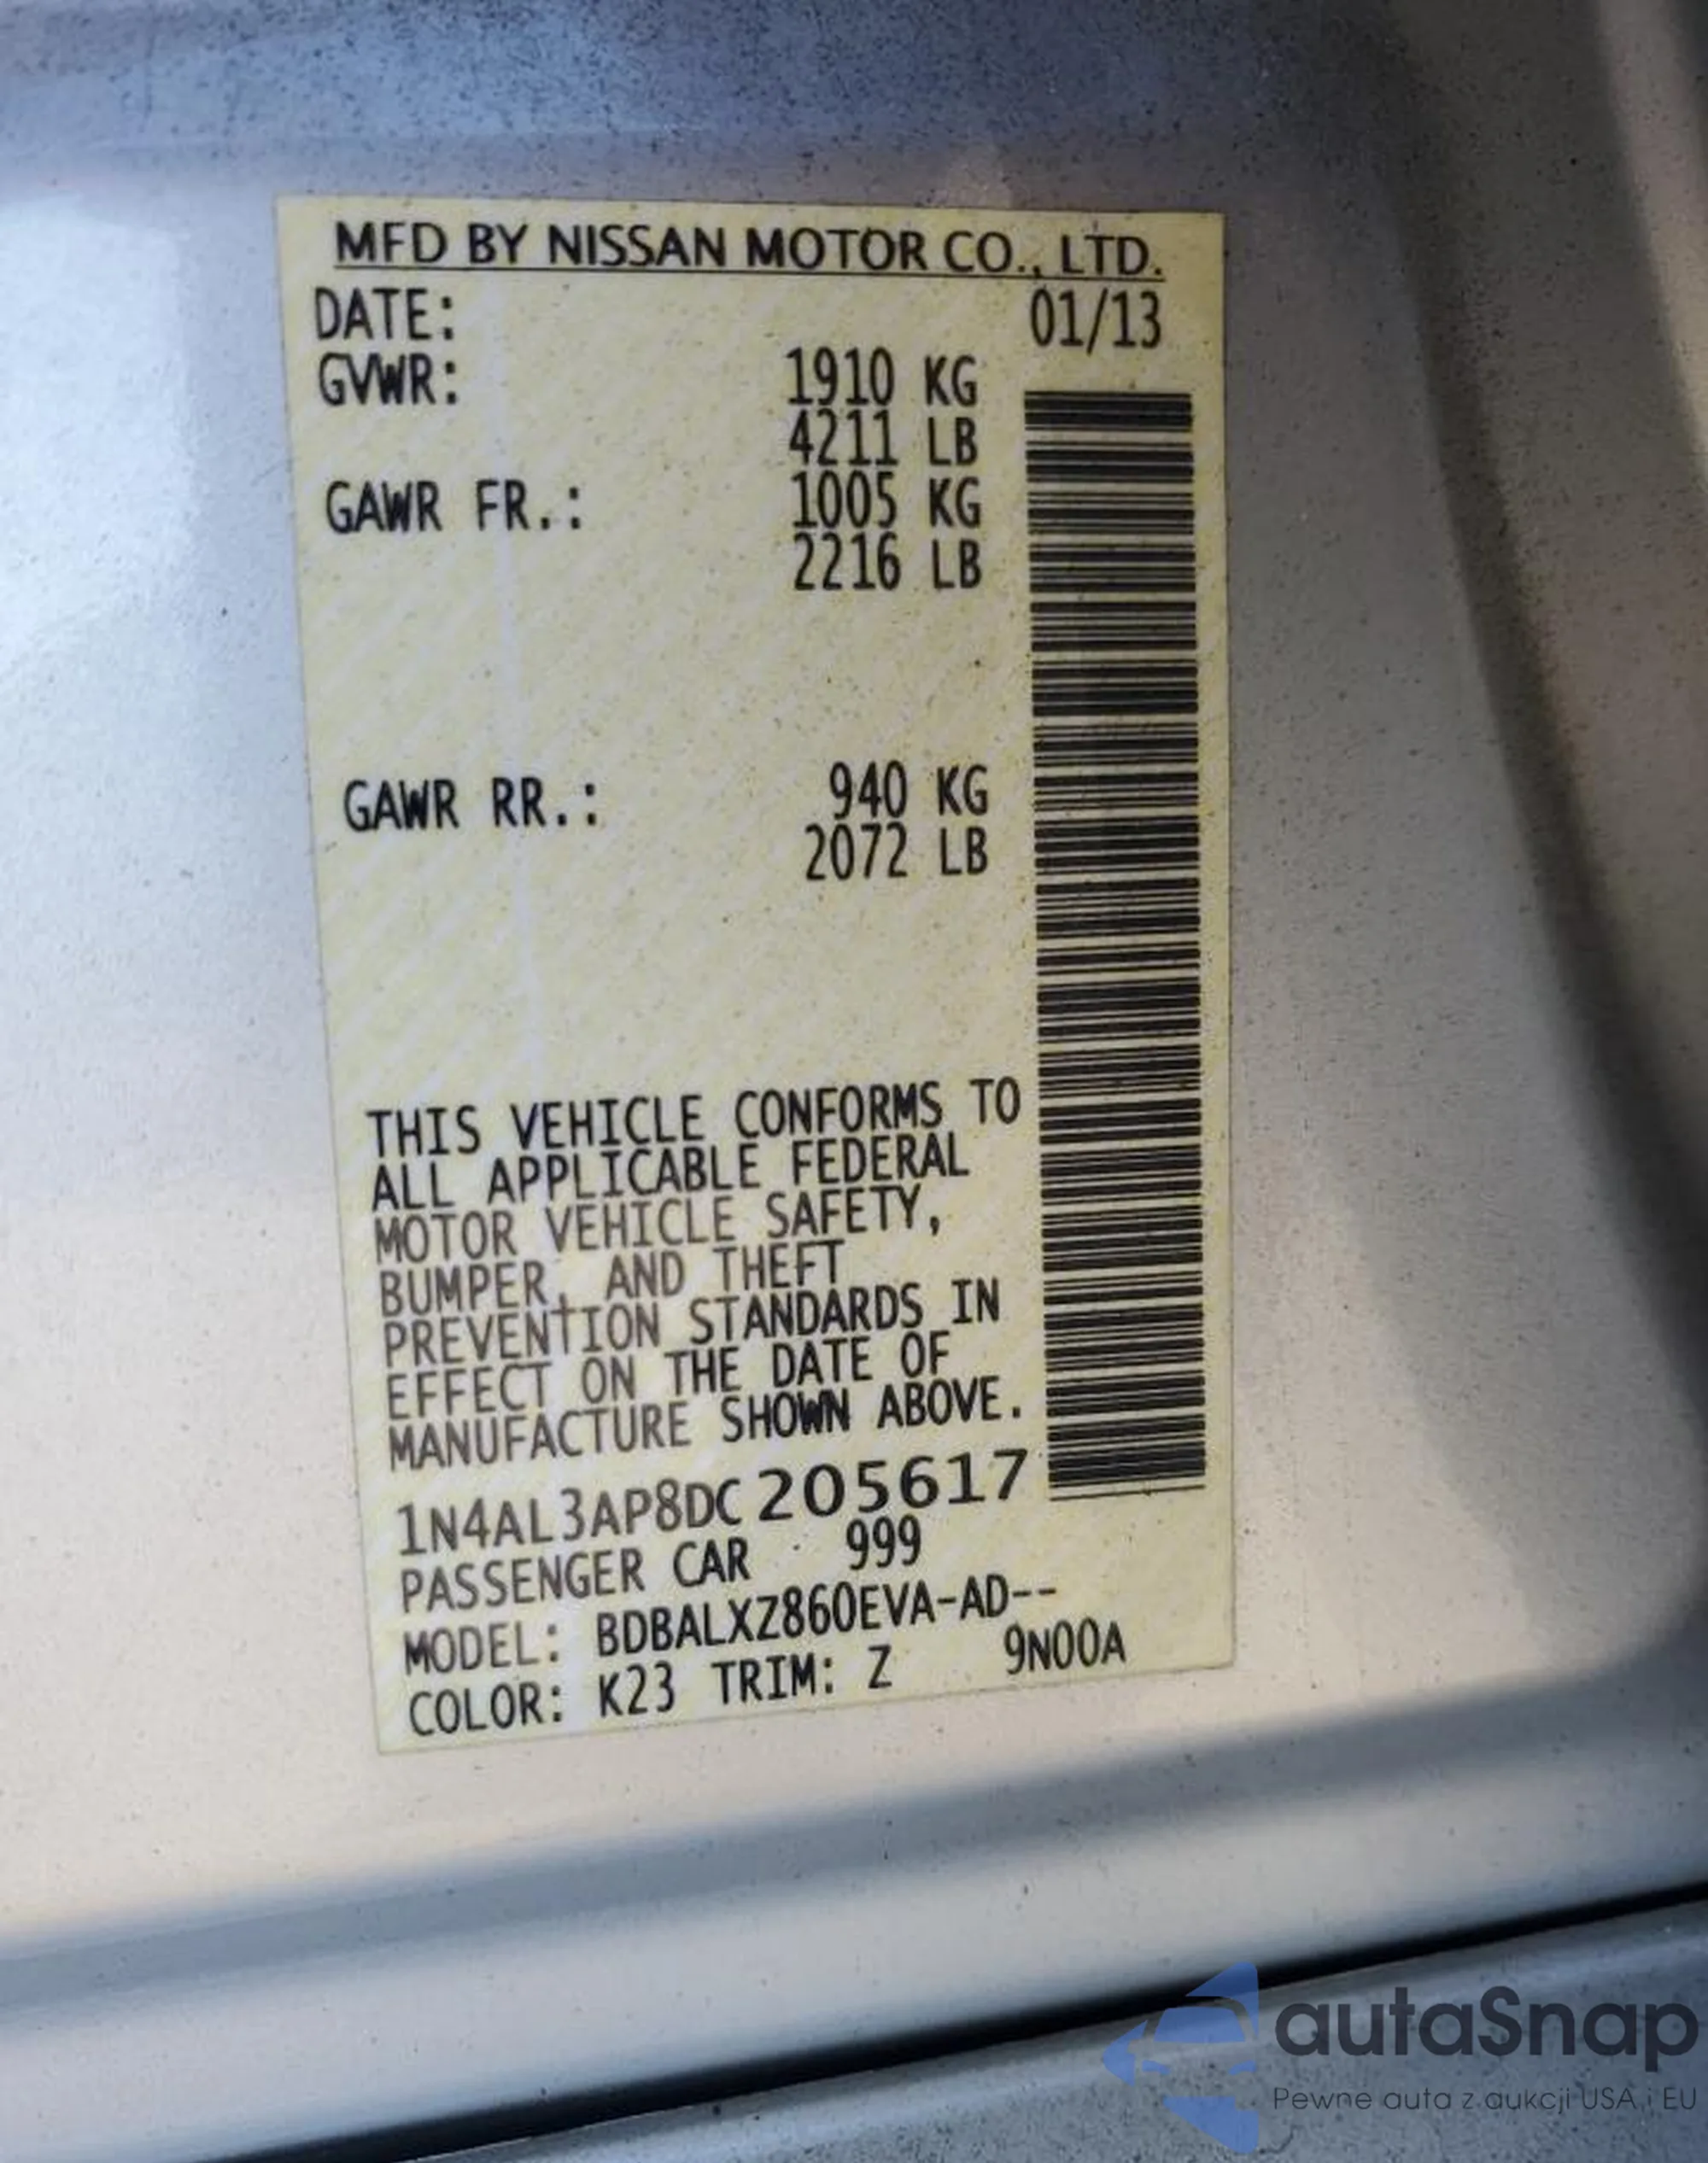 MFD BY NISSAN MOTOR CO., LTD.
DATE: 01/13
GVWR: 1910 KG
4211 LB
GAWR FR.: 1005 KG
2216 LB
GAWR RR.: 940 KG
2072 LB
THIS VEHICLE CONFORMS TO
ALL APPLICABLE FEDERAL
MOTOR VEHICLE SAFETY,
BUMPER, AND THEFT
PREVENTION STANDARDS IN
EFFECT ON THE DATE OF
MANUFACTURE SHOWN ABOVE.
1N4AL3AP8DC205617
PASSENGER CAR 999
MODEL: BDBALXZ860EVA-AD--
COLOR: K23 TRIM: Z 9N00A
autaSnap
Pewne auta z aukcji USA i EU